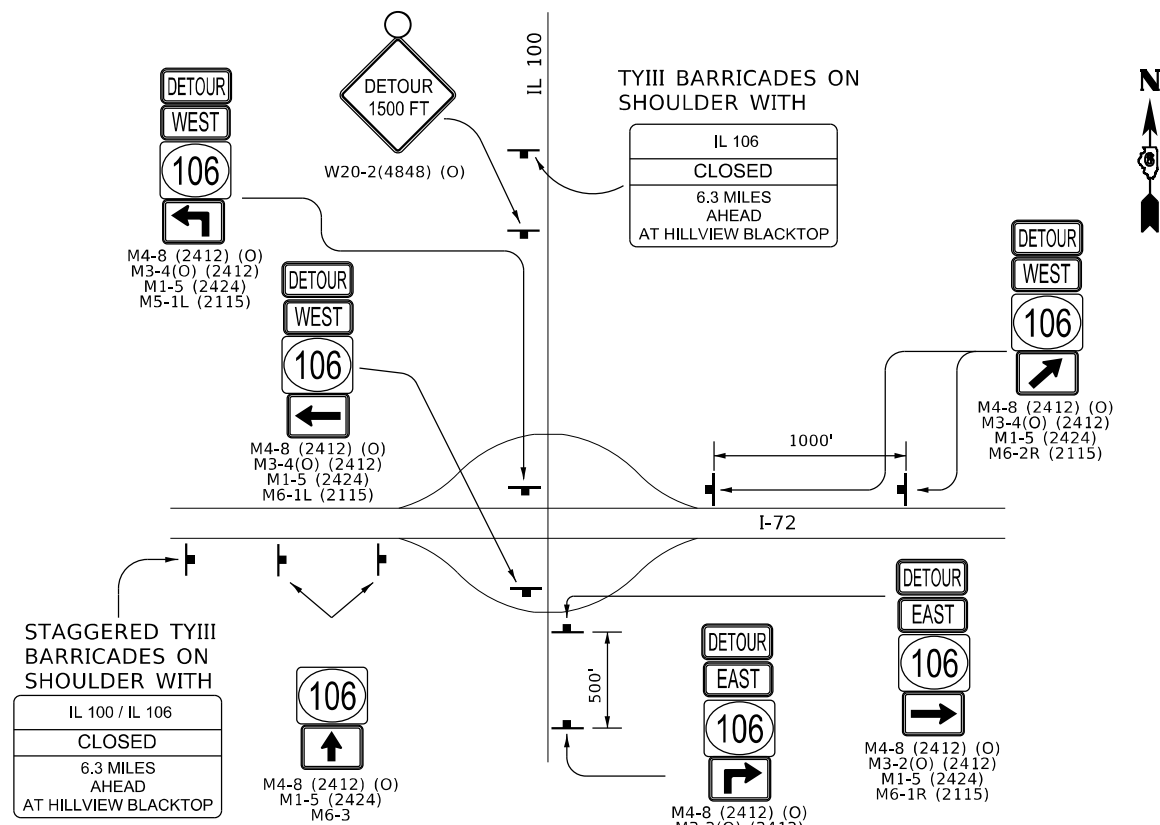 IL 100
DETOUR
1500 FT
W20-2(4848) (O)
TYIII BARRICADES ON
SHOULDER WITH
IL 106
CLOSED
6.3 MILES
AHEAD
AT HILLVIEW BLACKTOP
N
6
DETOUR
WEST
106
M4-8 (2412) (O)
M3-4(O) (2412)
M1-5 (2424)
M5-1L (2115)
DETOUR
WEST
106
M4-8 (2412) (O)
M3-4(O) (2412)
M1-5 (2424)
M6-1L (2115)
DETOUR
WEST
106
M4-8 (2412) (O)
M3-4(O) (2412)
M1-5 (2424)
M6-2R (2115)
1000'
I-72
STAGGERED TYIII
BARRICADES ON
SHOULDER WITH
IL 100 / IL 106
CLOSED
6.3 MILES
AHEAD
AT HILLVIEW BLACKTOP
106
M4-8 (2412) (O)
M1-5 (2424)
M6-3
500'
DETOUR
EAST
106
M4-8 (2412) (O)
DETOUR
EAST
106
M4-8 (2412) (O)
M3-2(O) (2412)
M1-5 (2424)
M6-1R (2115)